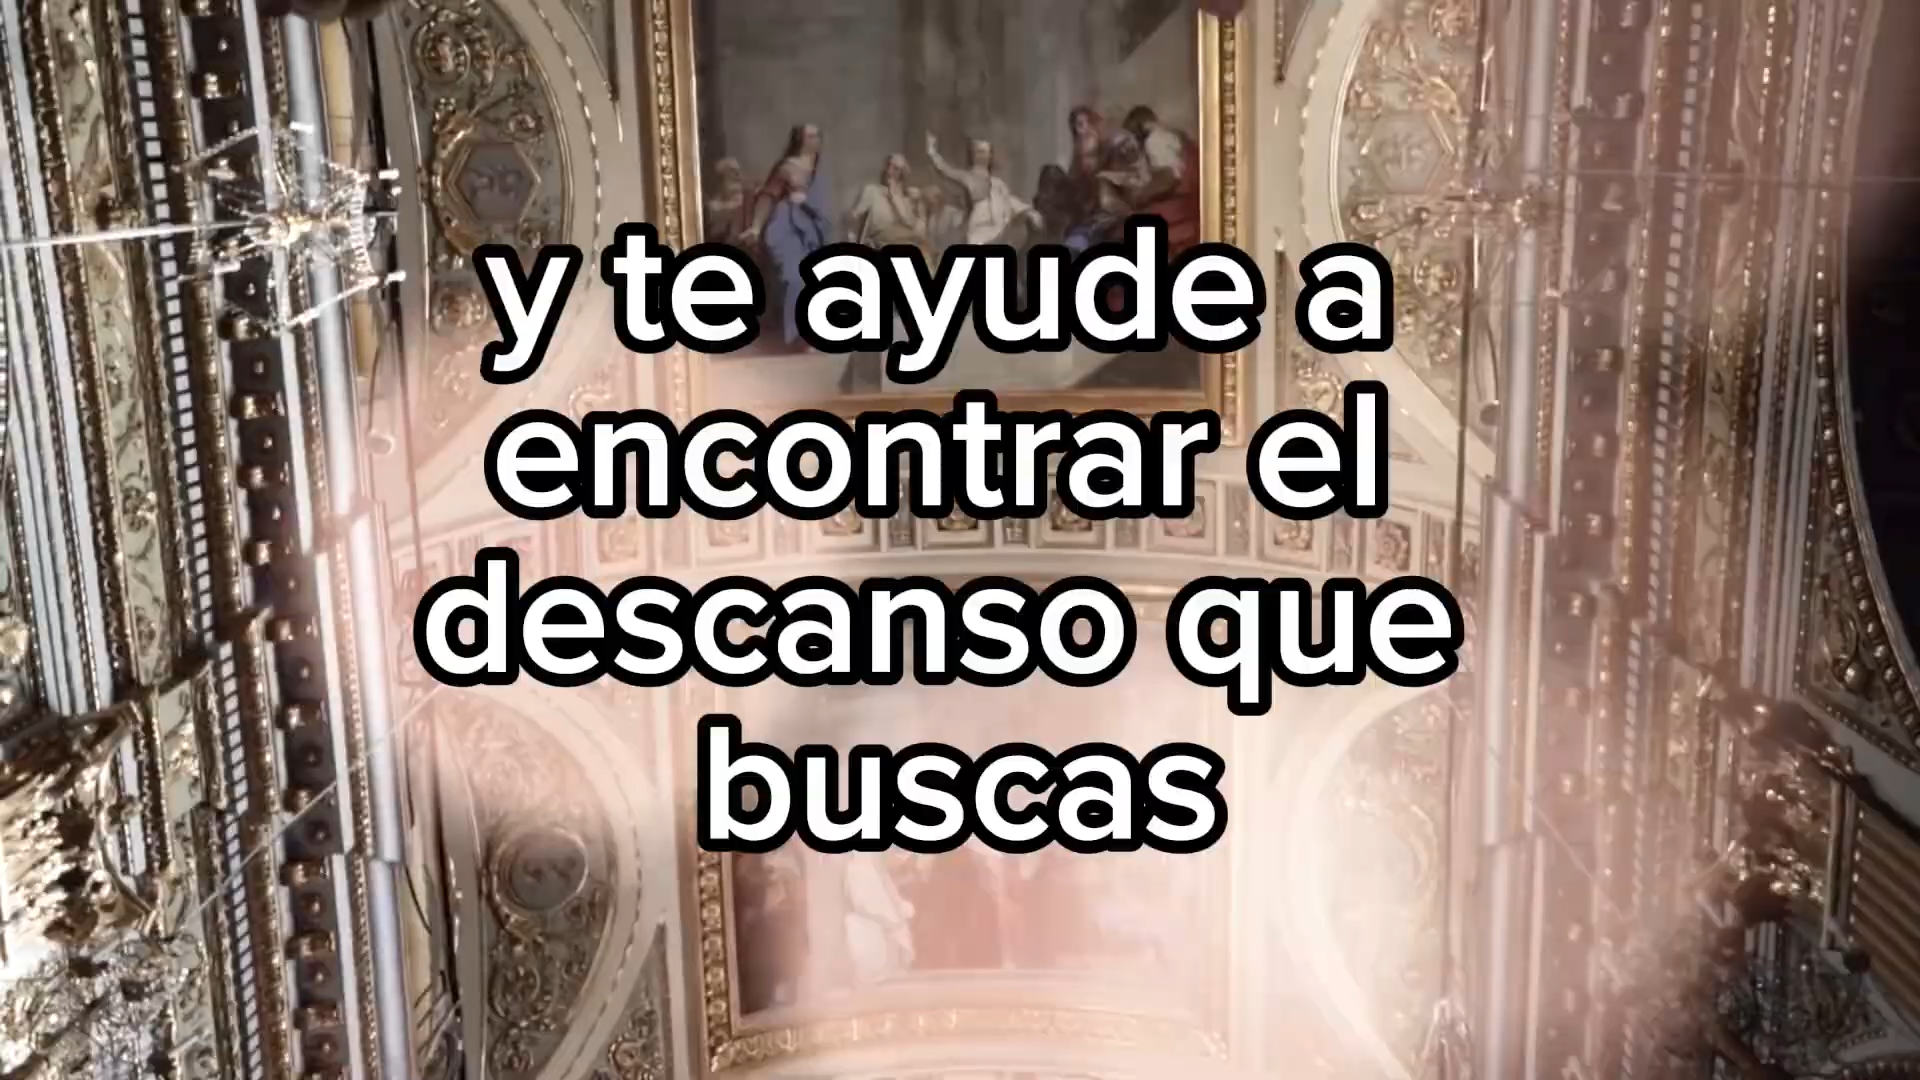 y te ayude a
encontrar el
descanso que
buscas